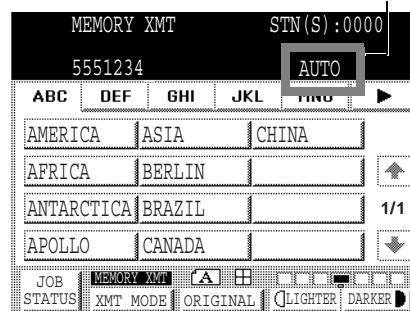 MEMORY XMT STN(S):0000
5551234 AUTO
ABC DEF GHI JKL MNO
AMERICA ASIA CHINA
AFRICA BERLIN
ANTARCTICA BRAZIL 1/1
APOLLO CANADA
JOB STATUS MEMORY XMT A
XMT MODE ORIGINAL LIGHTER DARKER